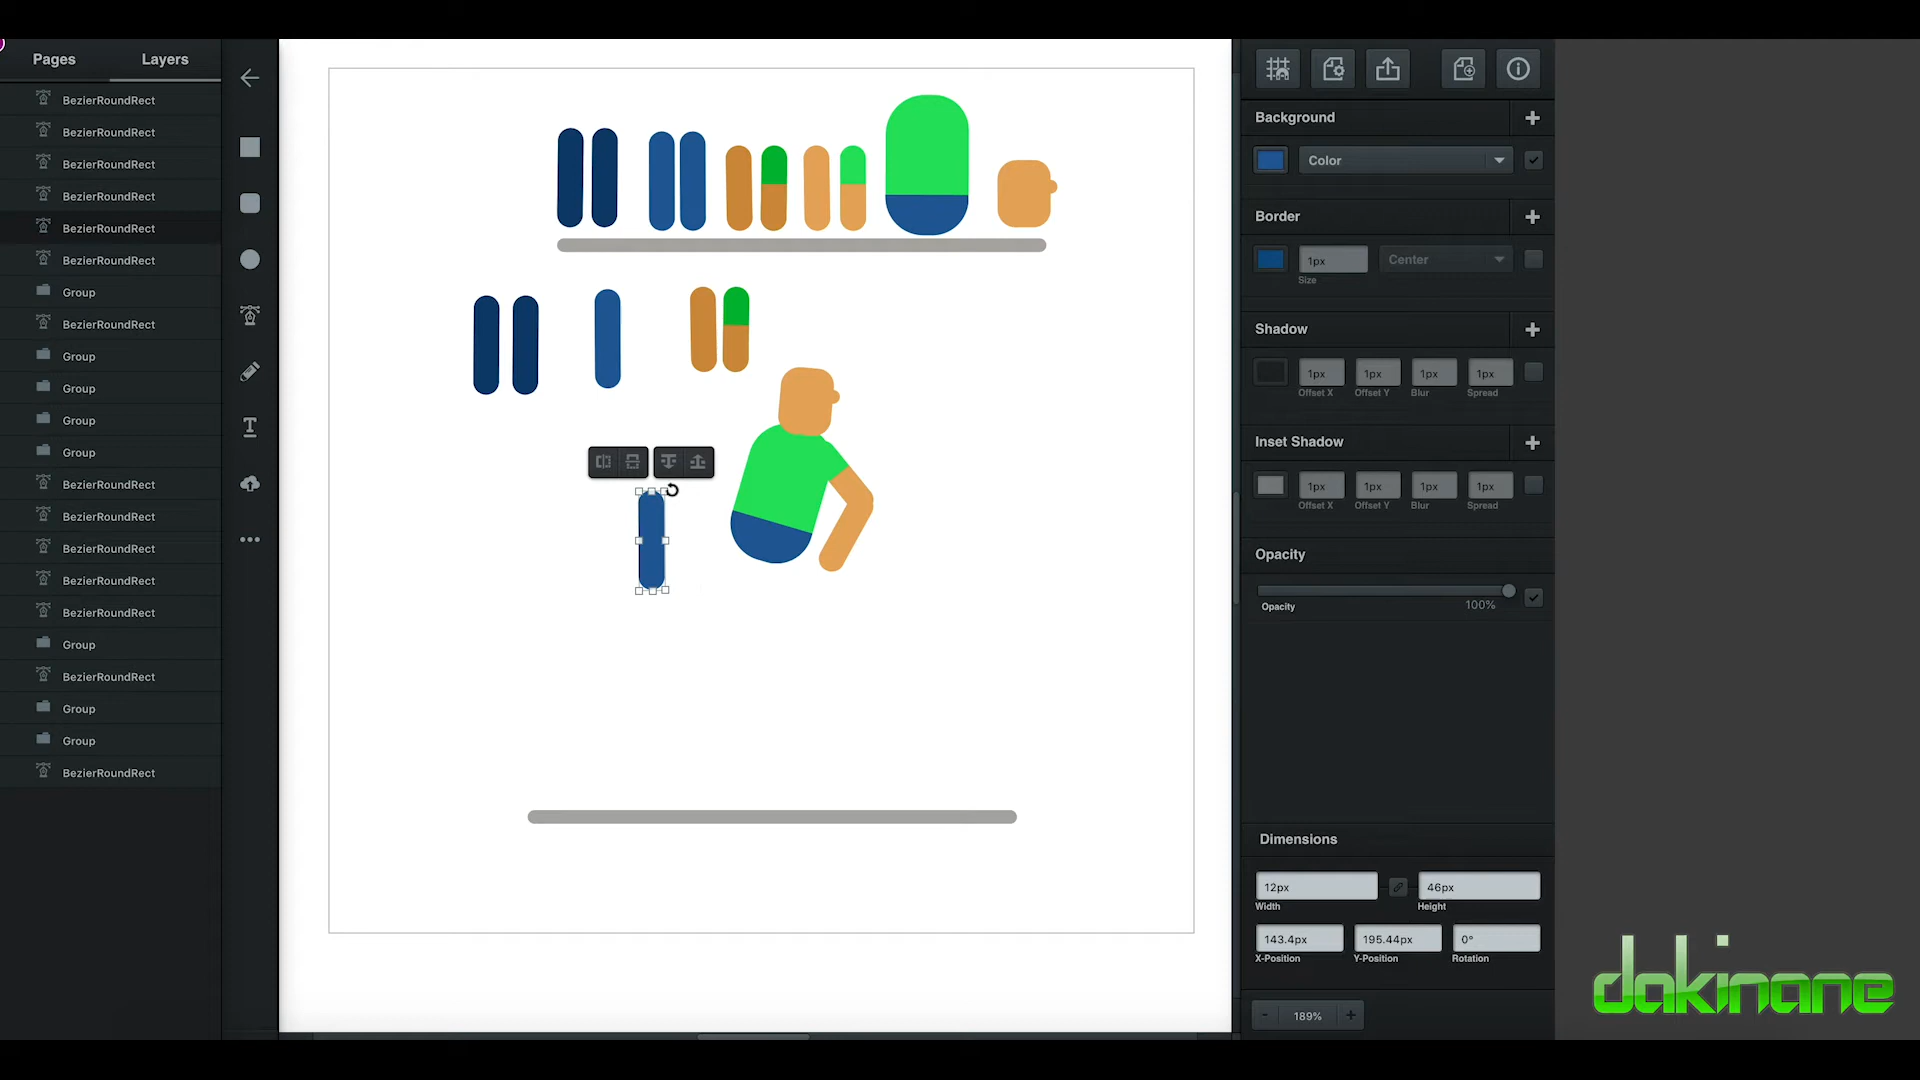 Pages Layers
BezierRoundRect
BezierRoundRect
BezierRoundRect
BezierRoundRect
BezierRoundRect
BezierRoundRect
Group
BezierRoundRect
Group
Group
Group
Group
BezierRoundRect
BezierRoundRect
BezierRoundRect
BezierRoundRect
BezierRoundRect
Group
BezierRoundRect
Group
Group
BezierRoundRect
Background
Color
Border
1px Center
Size
Shadow
1px 1px 1px 1px
Offset X Offset Y Blur Spread
Inset Shadow
1px 1px 1px 1px
Offset X Offset Y Blur Spread
Opacity
Opacity 100%
Dimensions
12px 46px
Width Height
143.4px 195.44px 0°
X-Position Y-Position Rotation
- 189% +
dakinane